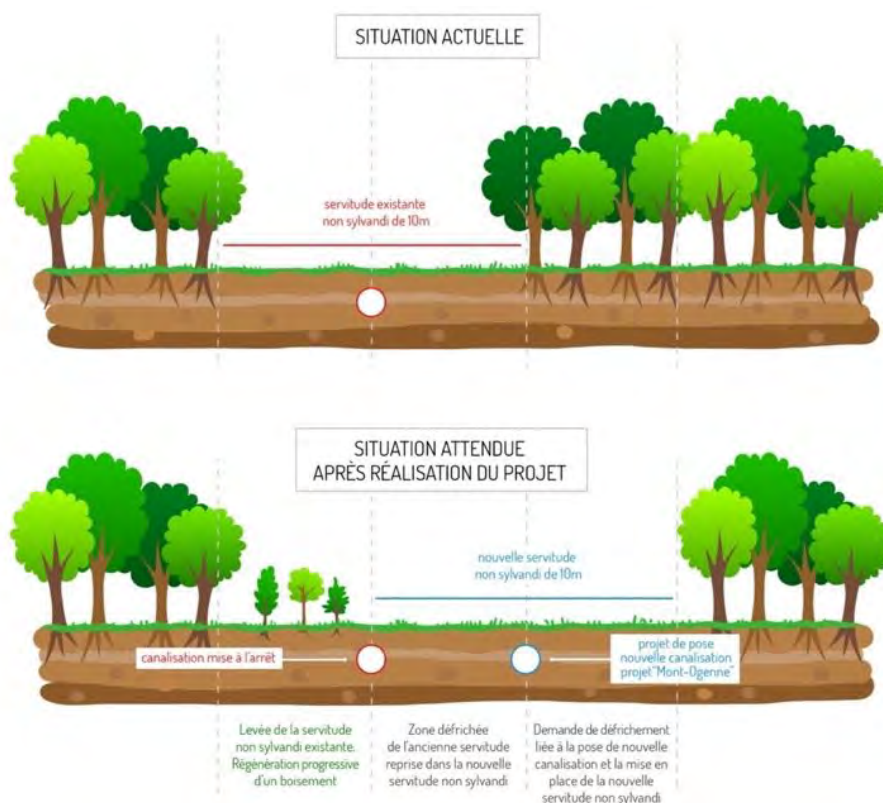 SITUATION ACTUELLE
servitude existante
non sylvandi de 10m
SITUATION ATTENDUE
APRÈS RÉALISATION DU PROJET
nouvelle servitude
non sylvandi de 10m
canalisation mise à l'arrêt
projet de pose
nouvelle canalisation
projet "Mont-Ogenne"
Levée de la servitude
non sylvandi existante.
Régénération progressive
d'un boisement
Zone défrichée
de l'ancienne servitude
reprise dans la nouvelle
servitude non sylvandi
Demande de défrichement
liée à la pose de nouvelle
canalisation et la mise en
place de la nouvelle
servitude non sylvandi